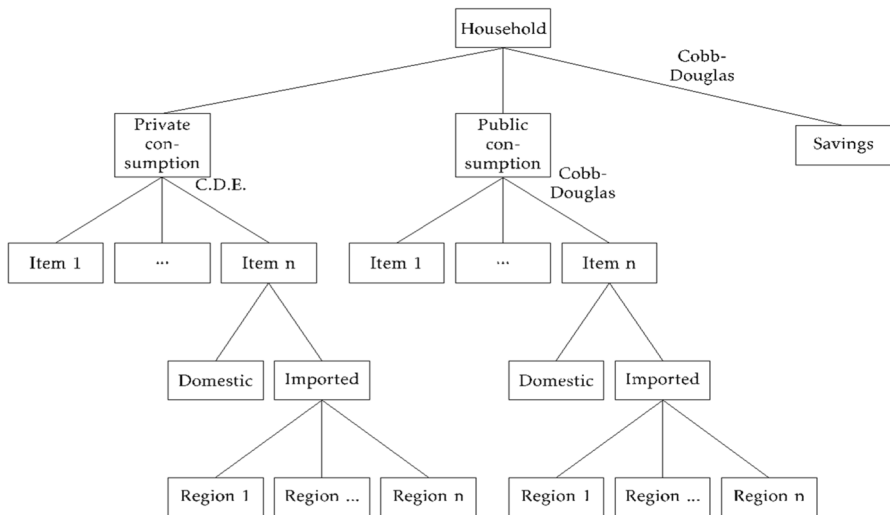 Household
Cobb-
Douglas
Private
con-
sumption
Public
con-
sumption
Savings
C.D.E.
Cobb-
Douglas
Item 1
...
Item n
Item 1
...
Item n
Domestic
Imported
Domestic
Imported
Region 1
Region ...
Region n
Region 1
Region ...
Region n